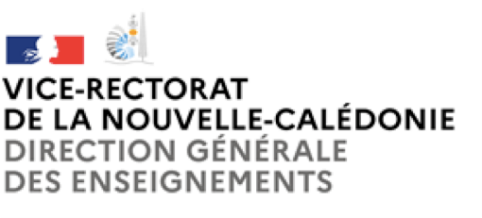 VICE-RECTORAT
DE LA NOUVELLE-CALÉDONIE
DIRECTION GÉNÉRALE
DES ENSEIGNEMENTS